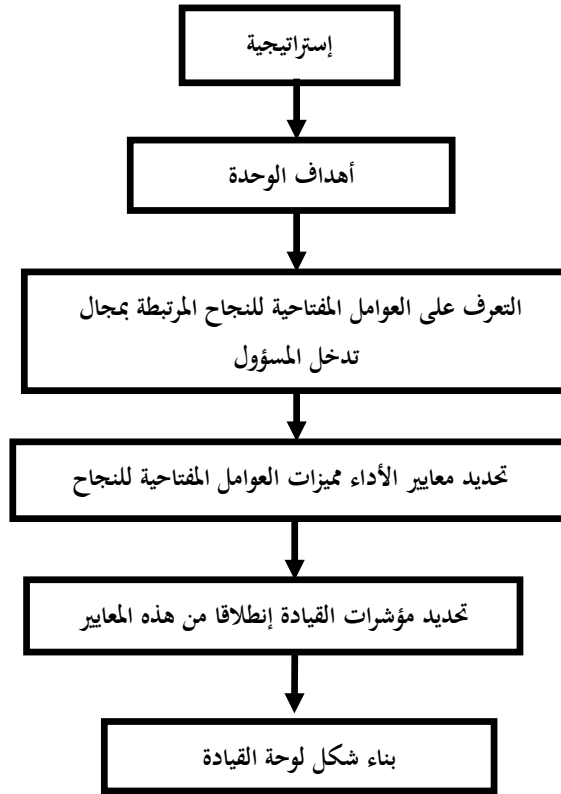 إستراتيجية
أهداف الوحدة
التعرف على العوامل المفتاحية للنجاح المرتبطة بمجال
تدخل المسؤول
تحديد معايير الأداء مميزات العوامل المفتاحية للنجاح
تحديد مؤشرات القيادة إنطلاقا من هذه المعايير
بناء شكل لوحة القيادة